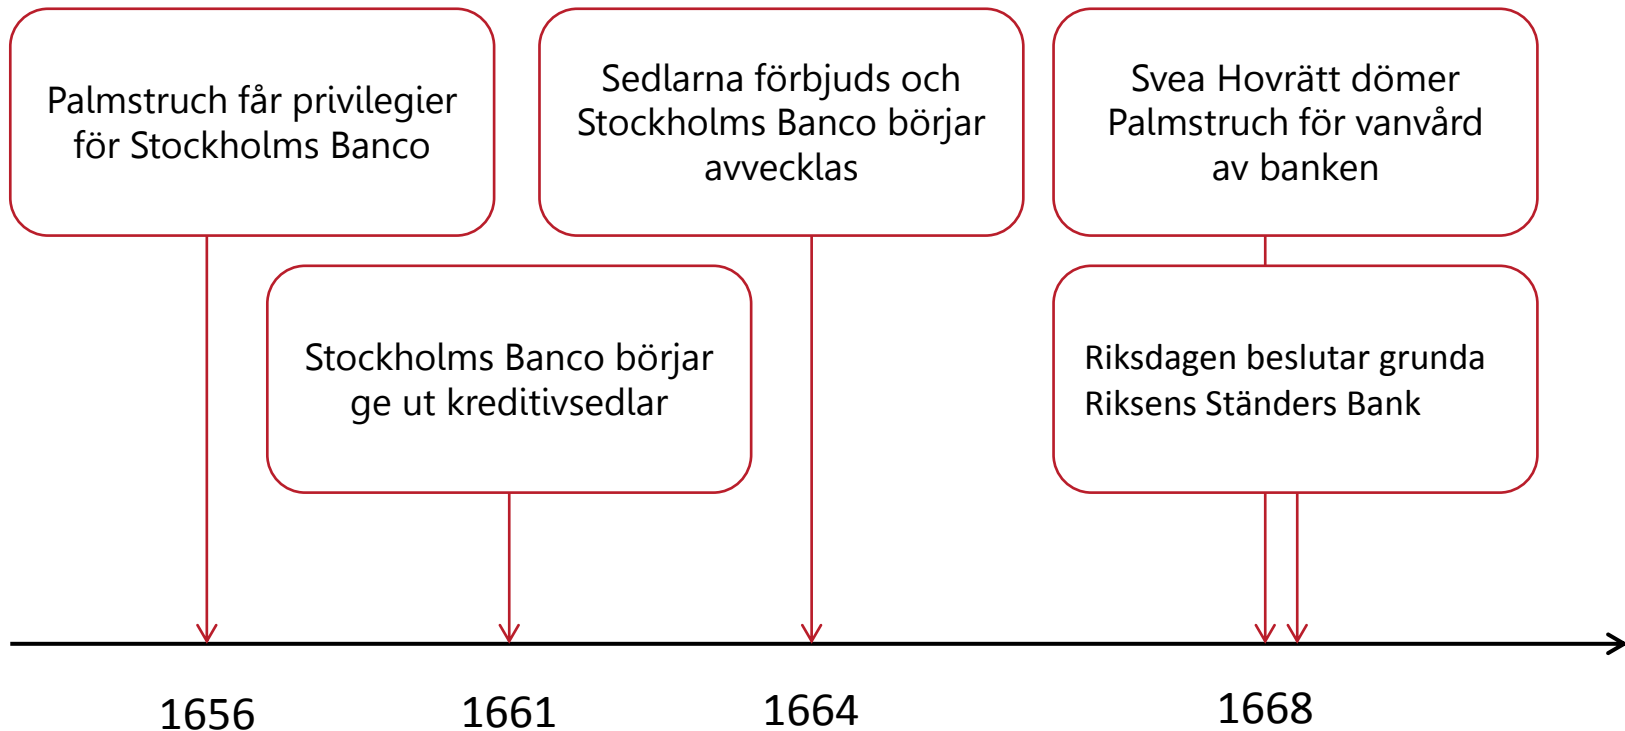 Palmstruch får privilegier
för Stockholms Banco
Sedlarna förbjuds och
Stockholms Banco börjar
avvecklas
Svea Hovrätt dömer
Palmstruch för vanvård
av banken
Stockholms Banco börjar
ge ut kreditivsedlar
Riksdagen beslutar grunda
Riksens Ständers Bank
1656
1661
1664
1668